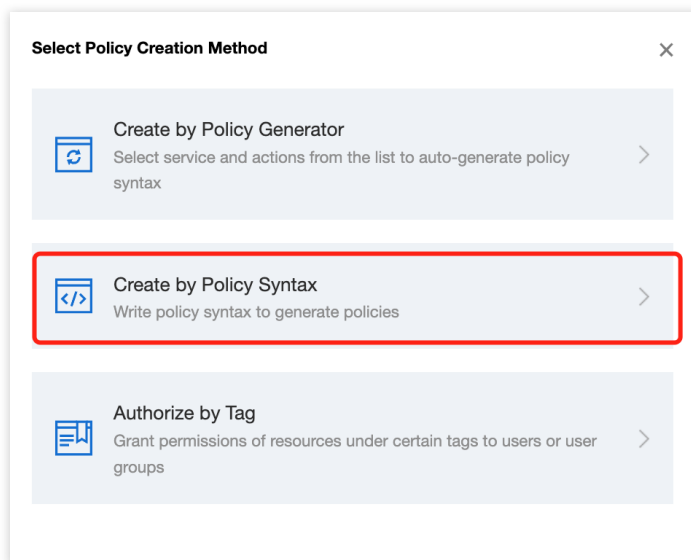 Select Policy Creation Method
Create by Policy Generator
Select service and actions from the list to auto-generate policy
syntax
Create by Policy Syntax
Write policy syntax to generate policies
Authorize by Tag
Grant permissions of resources under certain tags to users or user
groups